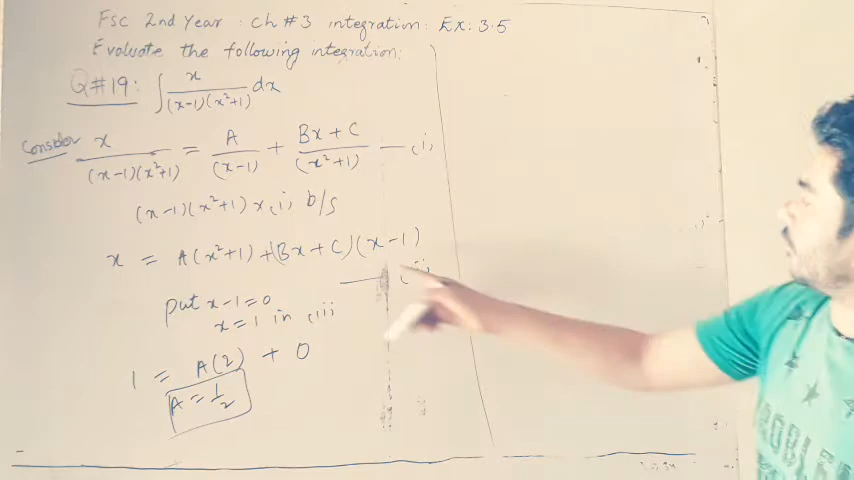 Fsc 2nd Year : Ch # 3 integration: Ex: 3.5
Evaluate the following integration:
Q#19: ∫ x/((x-1)(x²+1)) dx
Consider x/((x-1)(x²+1)) = A/(x-1) + (Bx+C)/(x²+1) — (i)
(x-1)(x²+1) x (i) b/s
x = A(x²+1) + (Bx+C)(x-1)
— (ii)
put x-1=0
x=1 in (ii)
1 = A(2) + 0
A = 1/2
PROBLEM